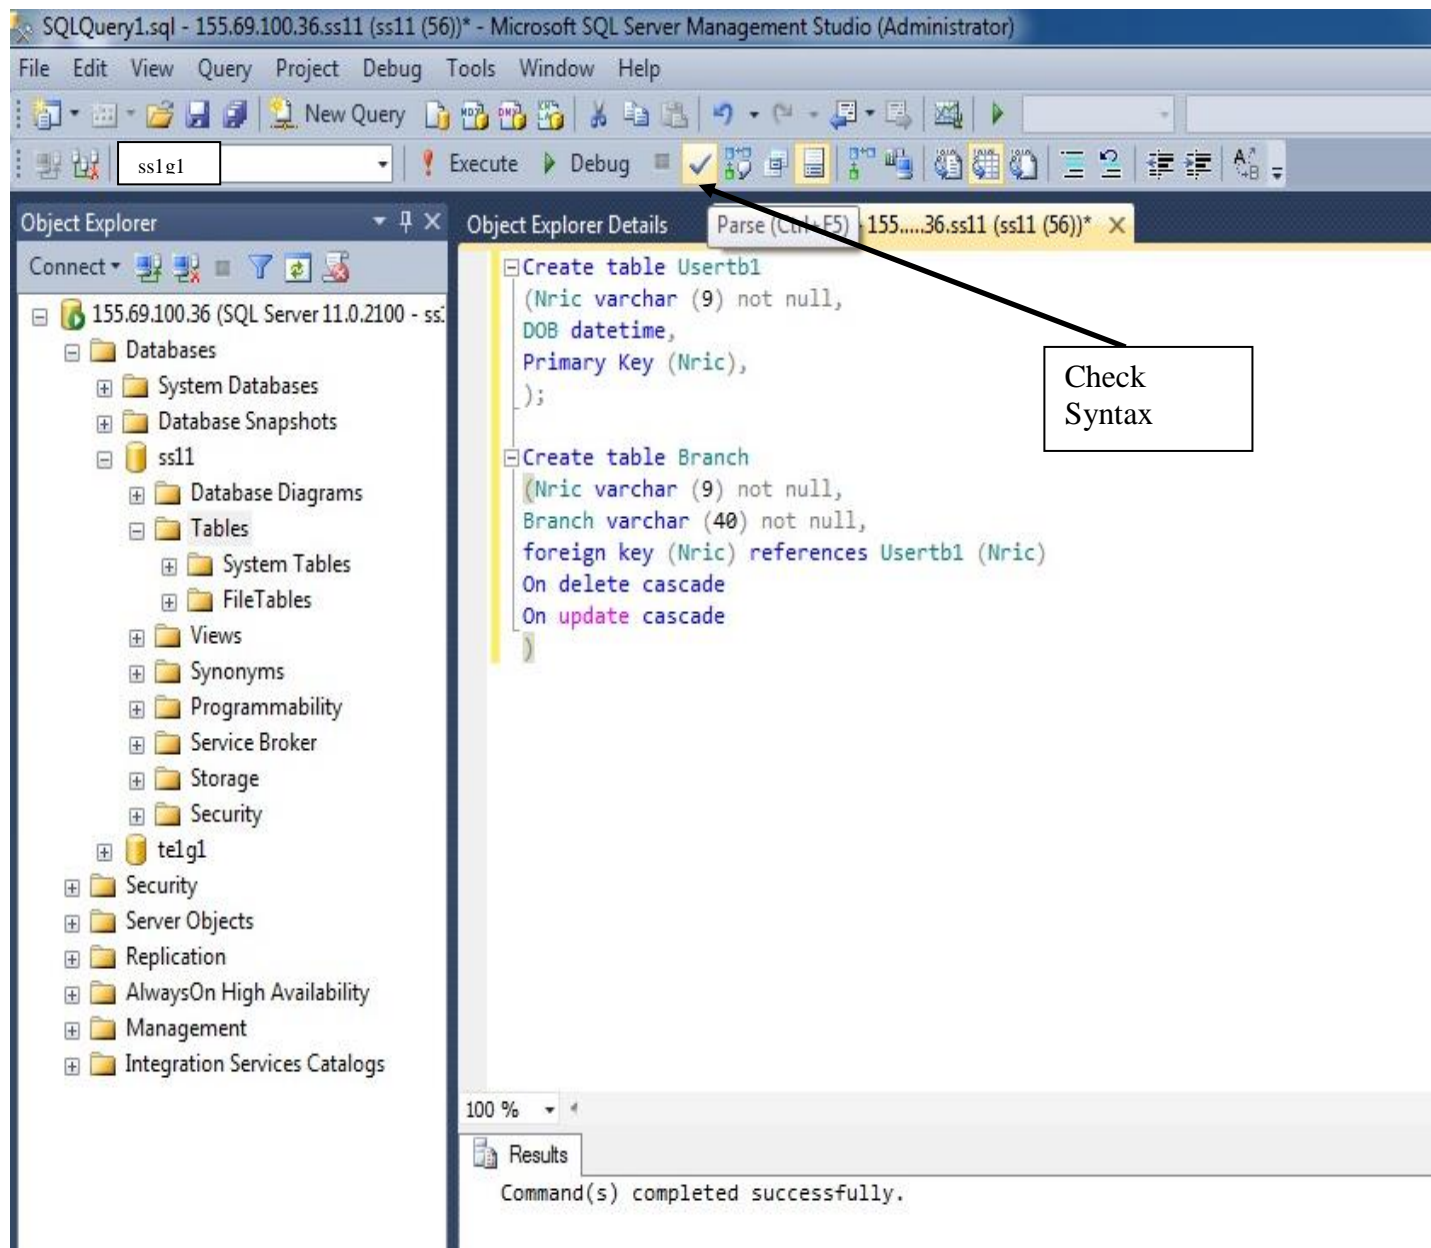 SQLQuery1.sql - 155.69.100.36.ss11 (ss11 (56))* - Microsoft SQL Server Management Studio (Administrator)
File Edit View Query Project Debug Tools Window Help
New Query
ss1g1
Execute Debug
Object Explorer
Object Explorer Details
Parse (Ctrl+F5)
155.....36.ss11 (ss11 (56))*
Connect
155.69.100.36 (SQL Server 11.0.2100 - ss1
Databases
System Databases
Database Snapshots
ss11
Database Diagrams
Tables
System Tables
FileTables
Views
Synonyms
Programmability
Service Broker
Storage
Security
te1g1
Security
Server Objects
Replication
AlwaysOn High Availability
Management
Integration Services Catalogs
Create table Usertb1
(Nric varchar (9) not null,
DOB datetime,
Primary Key (Nric),
);
Create table Branch
(Nric varchar (9) not null,
Branch varchar (40) not null,
foreign key (Nric) references Usertb1 (Nric)
On delete cascade
On update cascade
)
Check
Syntax
100 %
Results
Command(s) completed successfully.